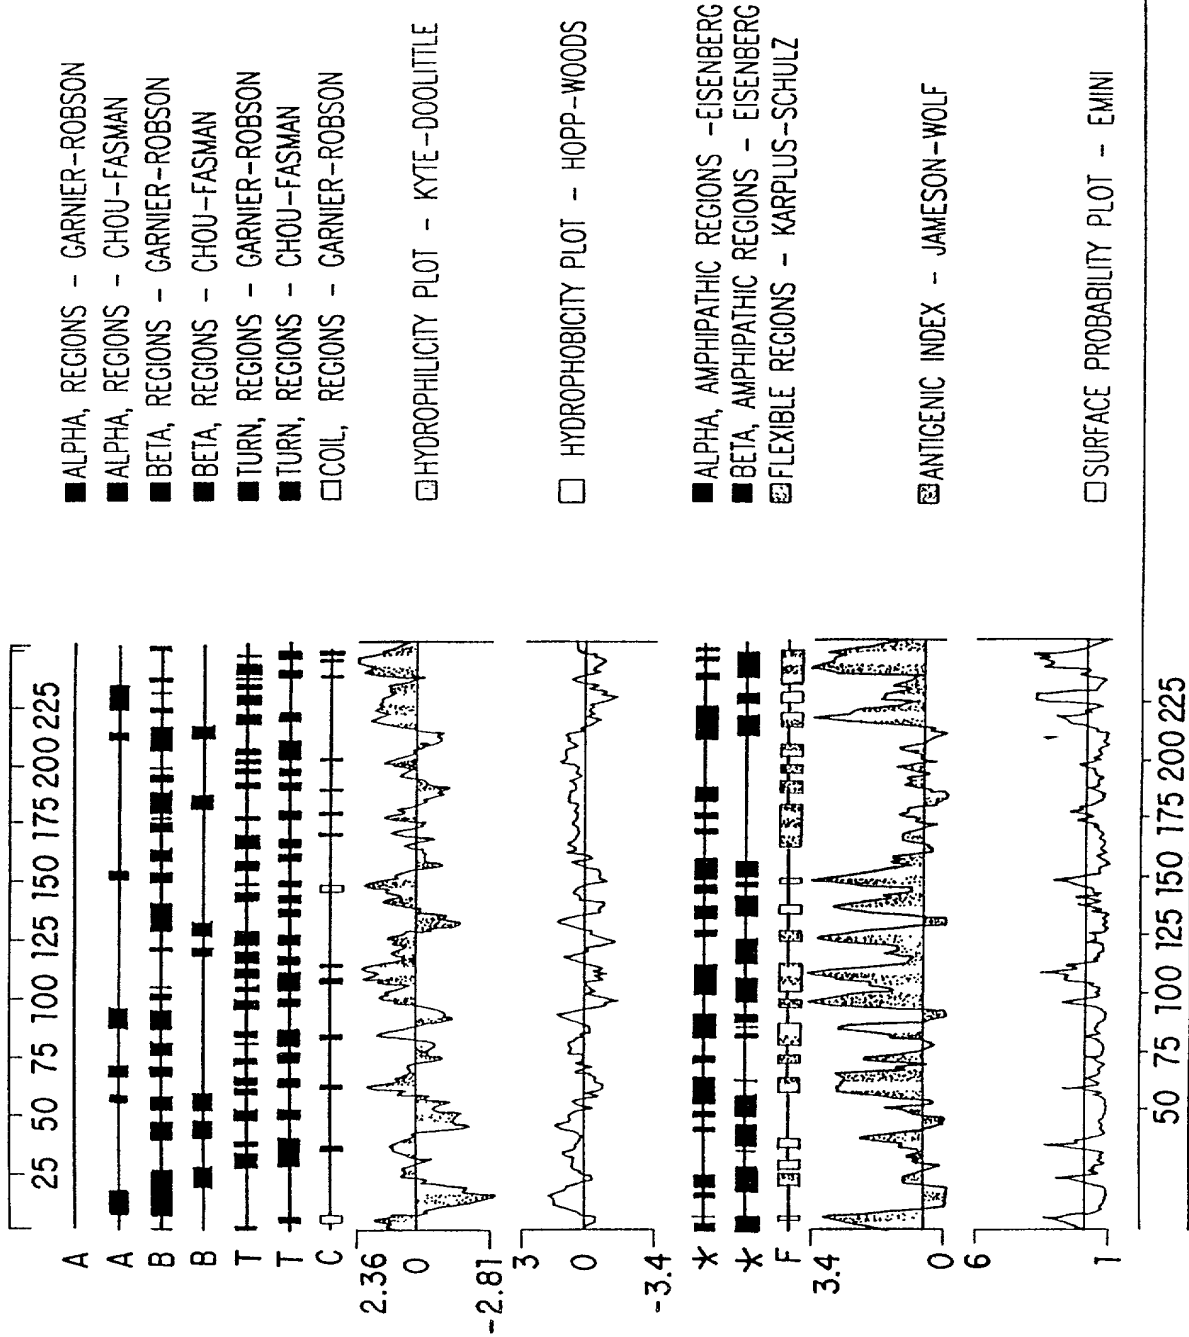 25 50 75 100 125 150 175 200 225
A ALPHA, REGIONS - GARNIER-ROBSON
A ALPHA, REGIONS - CHOU-FASMAN
B BETA, REGIONS - GARNIER-ROBSON
B BETA, REGIONS - CHOU-FASMAN
T TURN, REGIONS - GARNIER-ROBSON
T TURN, REGIONS - CHOU-FASMAN
C COIL, REGIONS - GARNIER-ROBSON
2.36
0 HYDROPHILICITY PLOT - KYTE-DOOLITTLE
-2.81
3
0 HYDROPHOBICITY PLOT - HOPP-WOODS
-3.4
* ALPHA, AMPHIPATHIC REGIONS -EISENBERG
* BETA, AMPHIPATHIC REGIONS - EISENBERG
F FLEXIBLE REGIONS - KARPLUS-SCHULZ
3.4
ANTIGENIC INDEX - JAMESON-WOLF
0
6
SURFACE PROBABILITY PLOT - EMINI
1
50 75 100 125 150 175 200 225